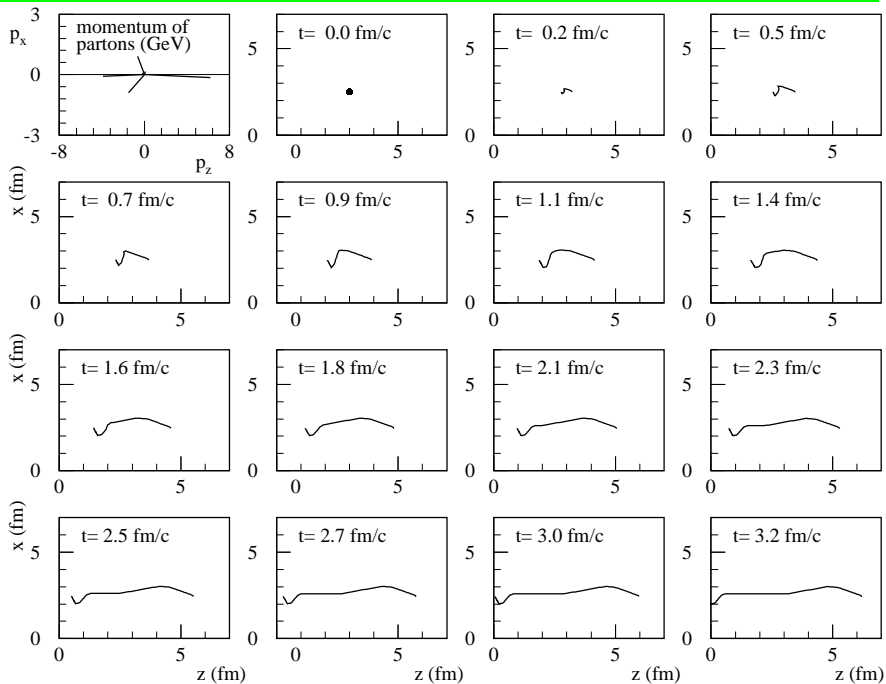 3
p_x
momentum of
partons (GeV)
0
-3
-8 0 8
p_z
t= 0.0 fm/c
5
0
0 5
t= 0.2 fm/c
5
0
0 5
t= 0.5 fm/c
5
0
0 5
x (fm)
t= 0.7 fm/c
5
0
0 5
t= 0.9 fm/c
5
0
0 5
t= 1.1 fm/c
5
0
0 5
t= 1.4 fm/c
5
0
0 5
x (fm)
t= 1.6 fm/c
5
0
0 5
t= 1.8 fm/c
5
0
0 5
t= 2.1 fm/c
5
0
0 5
t= 2.3 fm/c
5
0
0 5
x (fm)
t= 2.5 fm/c
5
0
0 5
z (fm)
t= 2.7 fm/c
5
0
0 5
z (fm)
t= 3.0 fm/c
5
0
0 5
z (fm)
t= 3.2 fm/c
5
0
0 5
z (fm)